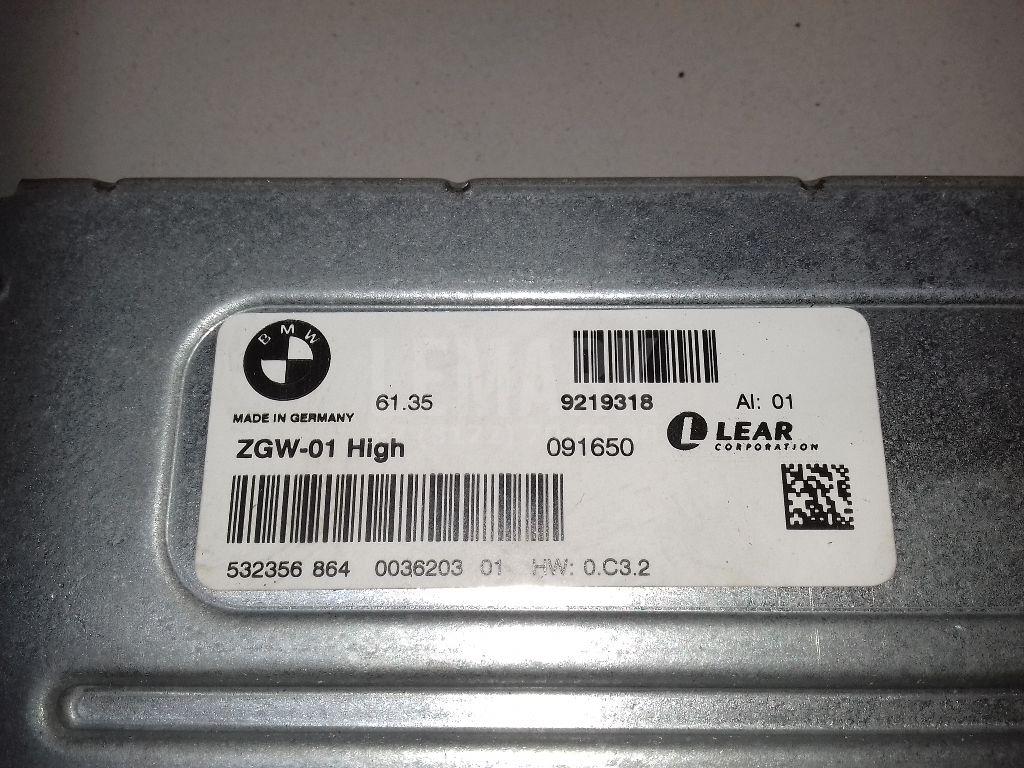 BMW
MADE IN GERMANY
61.35 9219318 AI: 01
ZGW-01 High 091650 LEAR
CORPORATION
532356 864 0036203 01 HW: 0.C3.2